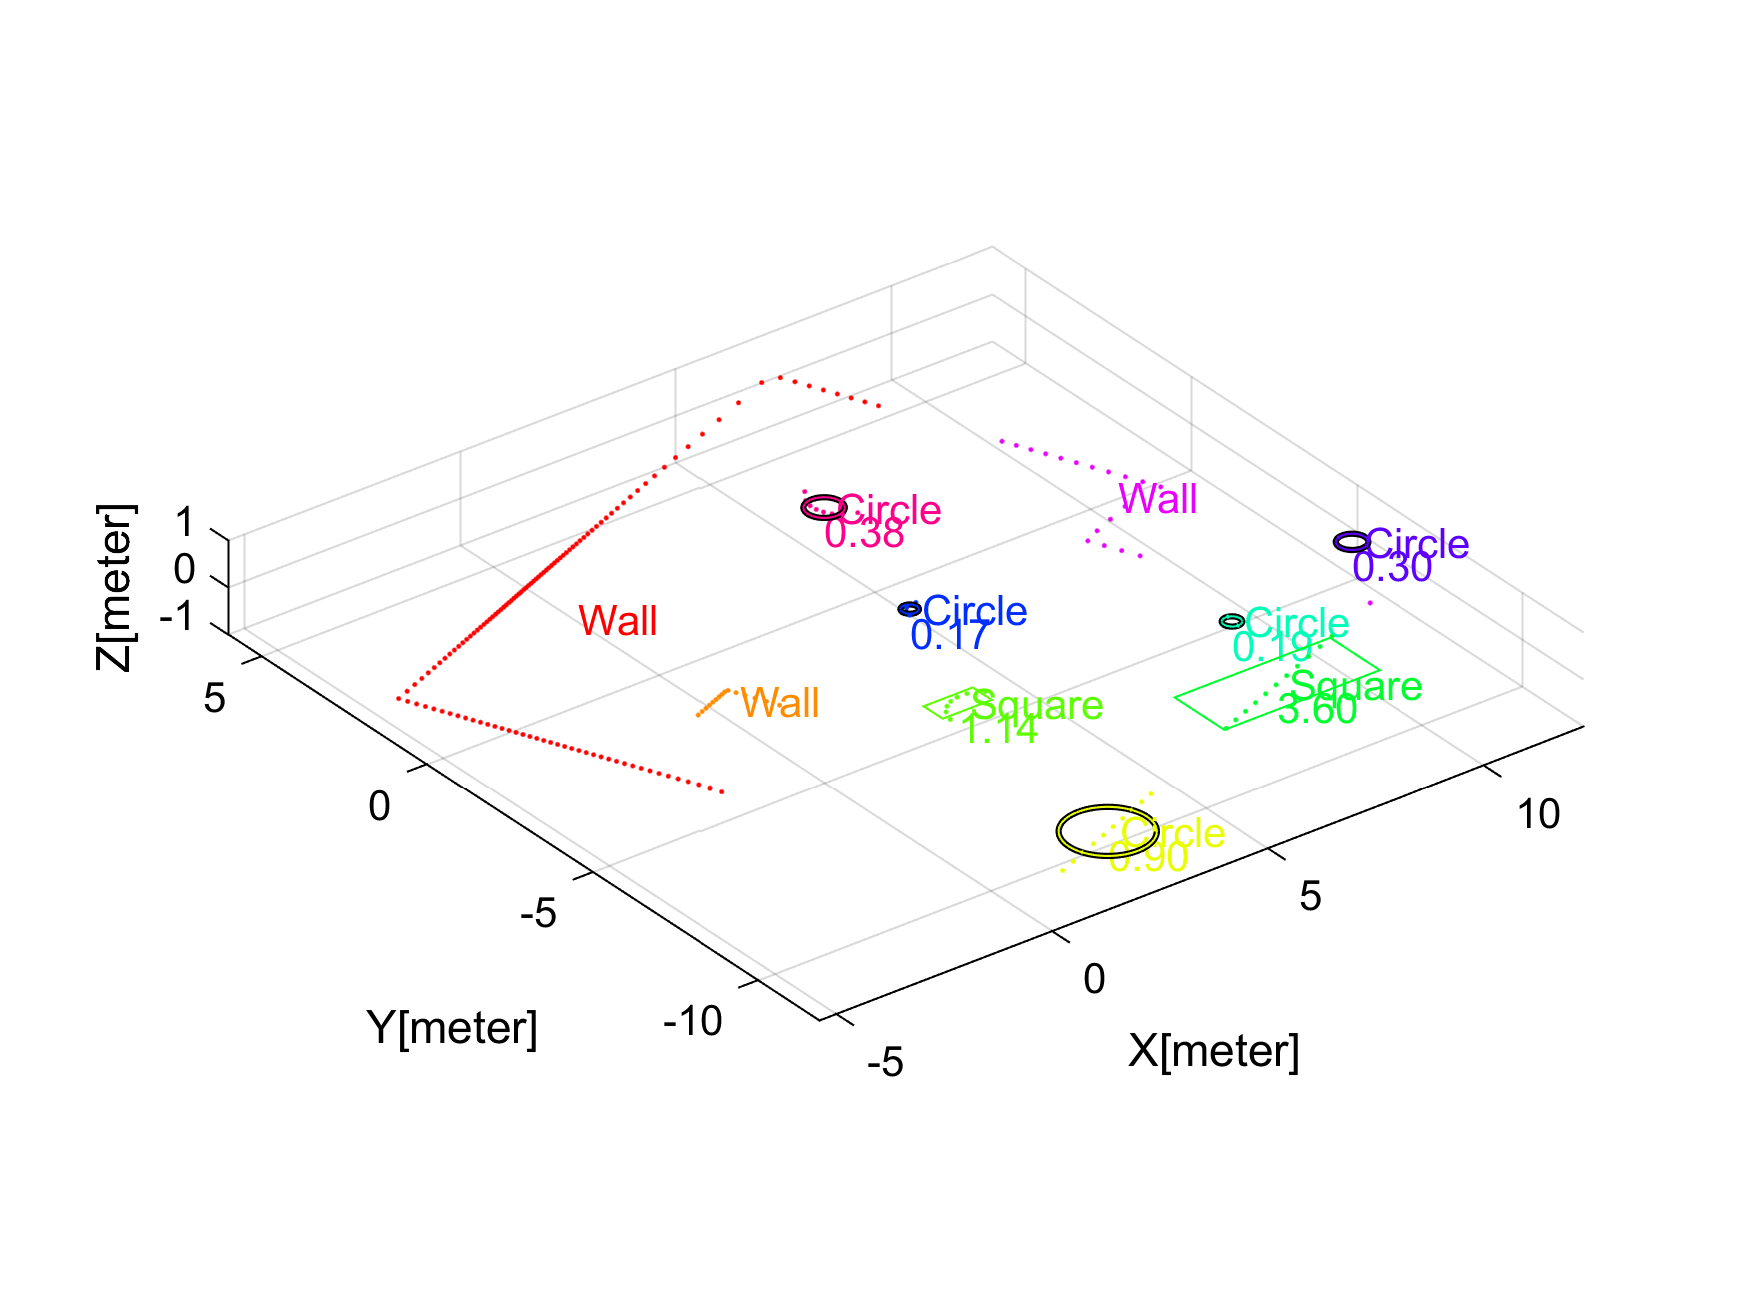 Circle
0.38
Wall
Circle
0.30
1
0
-1
Z[meter]
Wall
Circle
0.17
Circle
0.19
Square
3.60
5
Wall
Square
1.14
0
10
Circle
0.90
-5
5
-10
0
Y[meter]
X[meter]
-5